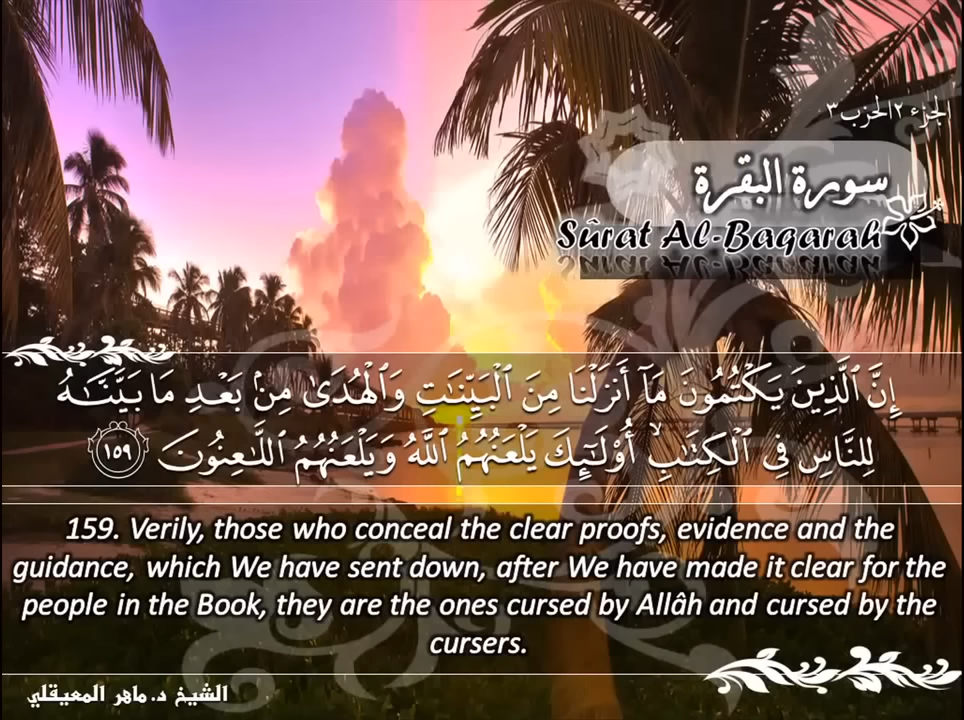 الجزء ٢ الحزب ٣
سورة البقرة
Sûrat Al-Baqarah
إِنَّ ٱلَّذِينَ يَكْتُمُونَ مَآ أَنزَلْنَا مِنَ ٱلْبَيِّنَـٰتِ وَٱلْهُدَىٰ مِنۢ بَعْدِ مَا بَيَّنَّـٰهُ
لِلنَّاسِ فِى ٱلْكِتَـٰبِ ۙ أُو۟لَـٰٓئِكَ يَلْعَنُهُمُ ٱللَّهُ وَيَلْعَنُهُمُ ٱللَّـٰعِنُونَ ١٥٩
159. Verily, those who conceal the clear proofs, evidence and the
guidance, which We have sent down, after We have made it clear for the
people in the Book, they are the ones cursed by Allâh and cursed by the
cursers.
الشيخ د. ماهر المعيقلي